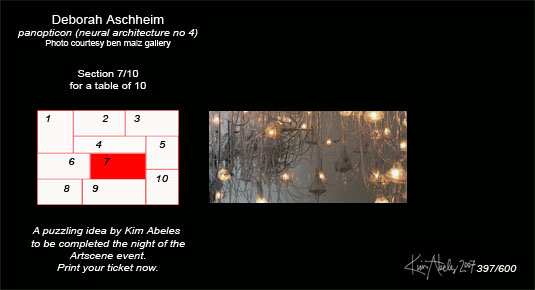 Deborah Aschheim
panopticon (neural architecture no 4)
Photo courtesy ben maiz gallery
Section 7/10
for a table of 10
1 2 3
4 5
6 7
8 9 10
A puzzling idea by Kim Abeles
to be completed the night of the
Artscene event.
Print your ticket now.
Kim Abeles 2007 397/600